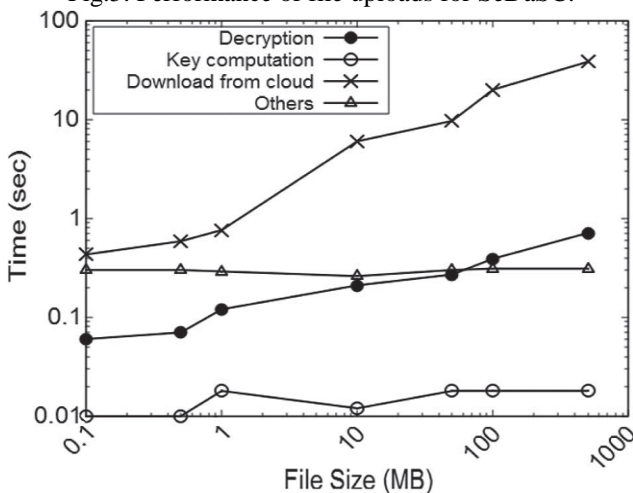 100
Decryption
Key computation
Download from cloud
Others
10
1
0.1
0.01
Time (sec)
0.1
1
10
100
1000
File Size (MB)